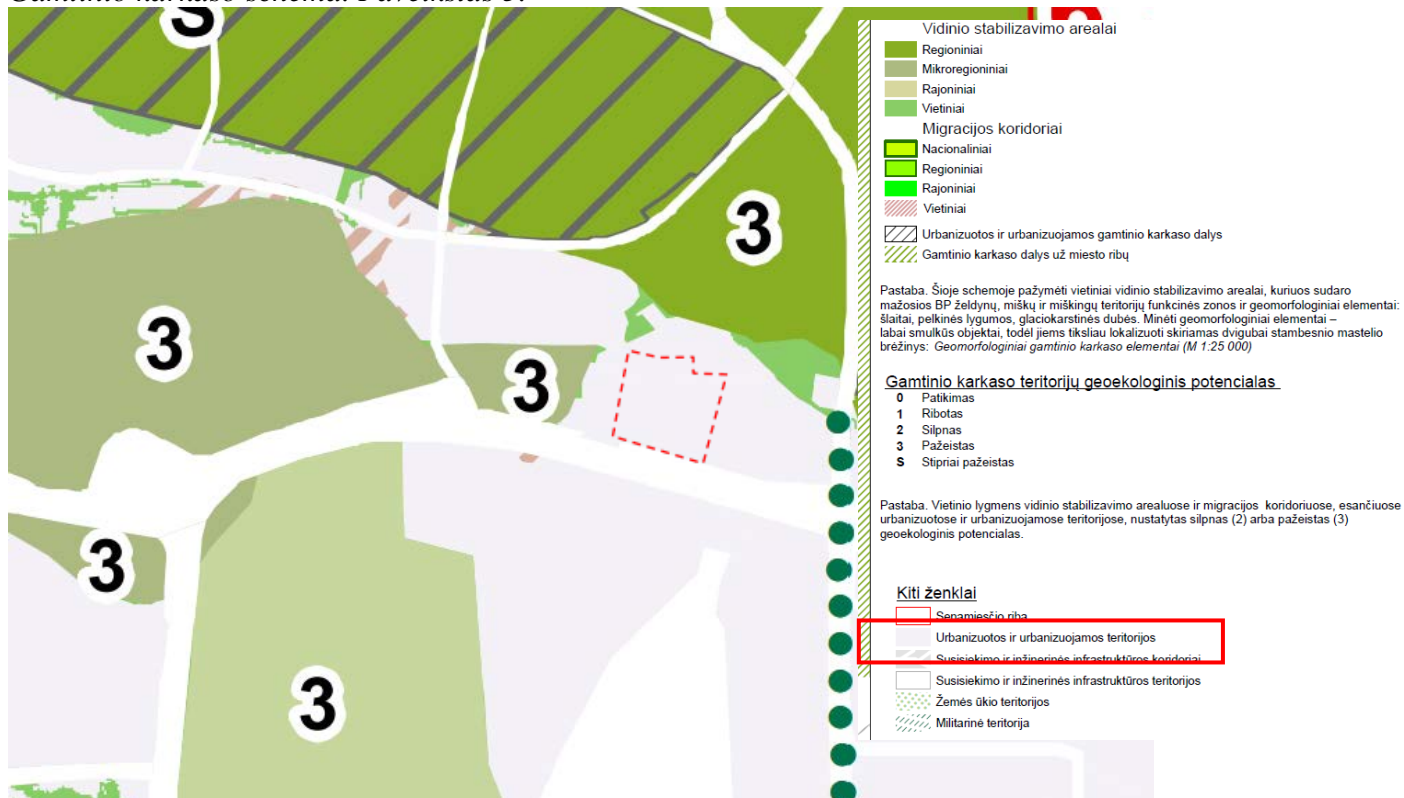 Gamtinio karkaso schema. Paveikslas 5.
S
3
3
3
3
3
Vidinio stabilizavimo arealai
Regioniniai
Mikroregioniniai
Rajoniniai
Vietiniai
Migracijos koridoriai
Nacionaliniai
Regioniniai
Rajoniniai
Vietiniai
Urbanizuotos ir urbanizuojamos gamtinio karkaso dalys
Gamtinio karkaso dalys už miesto ribų
Pastaba. Šioje schemoje pažymėti vietiniai vidinio stabilizavimo arealai, kuriuos sudaro
mažosios BP želdynų, miškų ir miškingų teritorijų funkcinės zonos ir geomorfologiniai elementai:
šlaitai, pelkinės lygumos, glaciokarstinės dubės. Minėti geomorfologiniai elementai –
labai smulkūs objektai, todėl jiems tiksliau lokalizuoti skiriamas dvigubai stambesnio mastelio
brėžinys: Geomorfologiniai gamtinio karkaso elementai (M 1:25 000)
Gamtinio karkaso teritorijų geoekologinis potencialas
0 Patikimas
1 Ribotas
2 Silpnas
3 Pažeistas
S Stipriai pažeistas
Pastaba. Vietinio lygmens vidinio stabilizavimo arealuose ir migracijos koridoriuose, esančiuose
urbanizuotose ir urbanizuojamose teritorijose, nustatytas silpnas (2) arba pažeistas (3)
geoekologinis potencialas.
Kiti ženklai
Senamiesčio riba
Urbanizuotos ir urbanizuojamos teritorijos
Susisiekimo ir inžinerinės infrastruktūros koridoriai
Susisiekimo ir inžinerinės infrastruktūros teritorijos
Žemės ūkio teritorijos
Militarinė teritorija